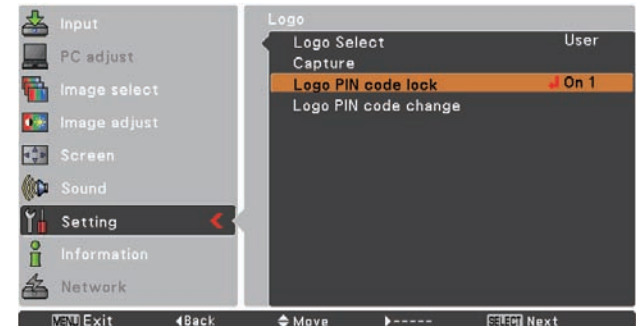 Input
PC adjust
Image select
Image adjust
Screen
Sound
Setting
Information
Network
Logo
Logo Select User
Capture
Logo PIN code lock On 1
Logo PIN code change
MENU Exit Back Move ----- SELECT Next